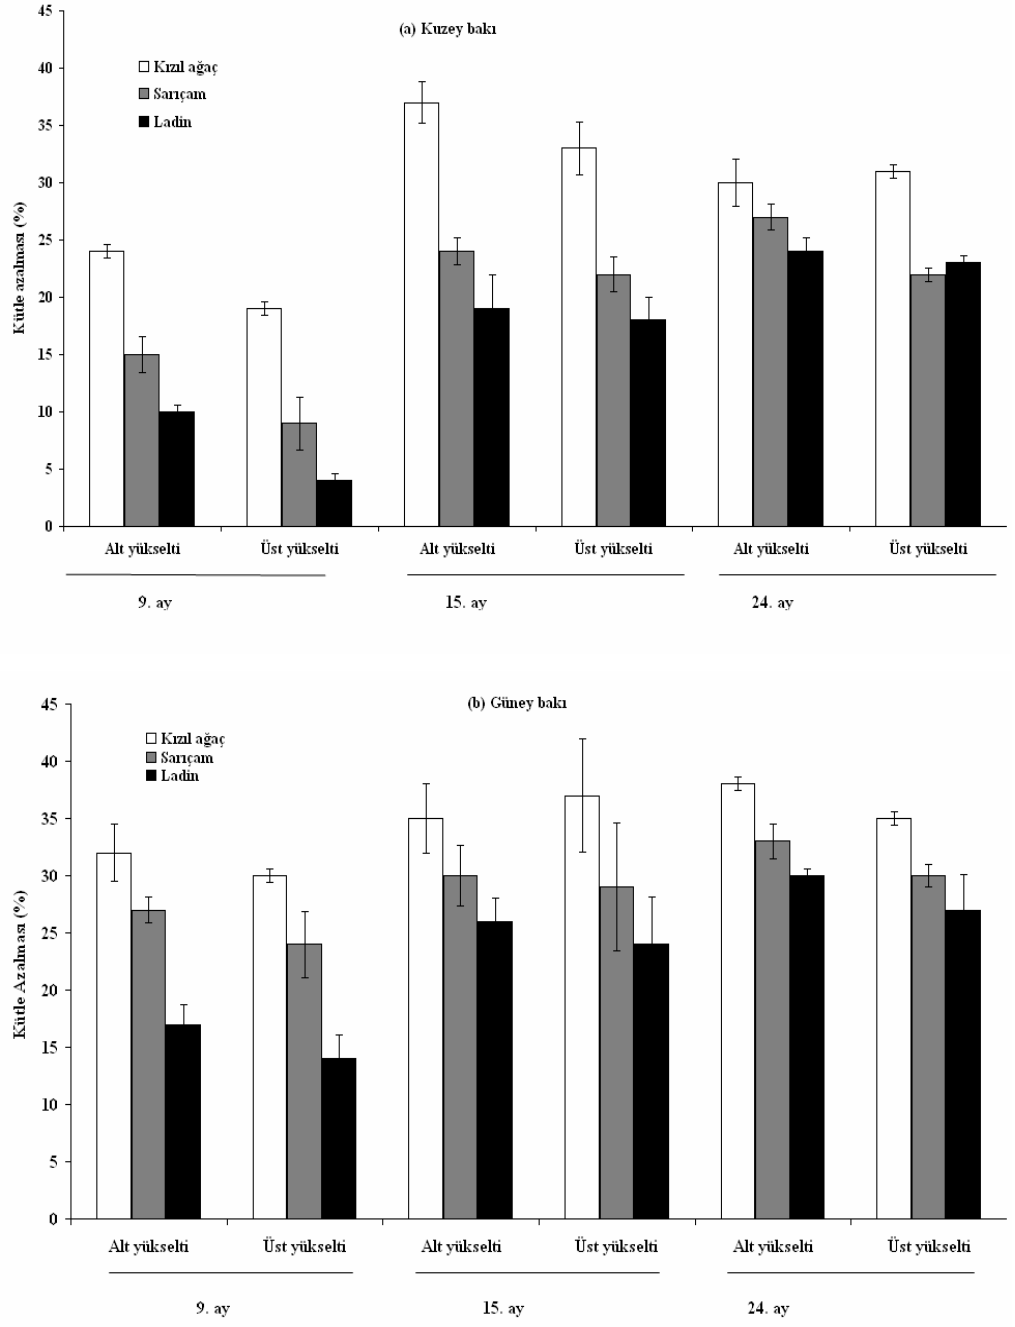 (a) Kuzey bakı
Kızıl ağaç
Sarıçam
Ladin
Kütle azalması (%)
45
40
35
30
25
20
15
10
5
0
Alt yükselti Üst yükselti Alt yükselti Üst yükselti Alt yükselti Üst yükselti
9. ay 15. ay 24. ay
(b) Güney bakı
Kızıl ağaç
Sarıçam
Ladin
Kütle Azalması (%)
45
40
35
30
25
20
15
10
5
0
Alt yükselti Üst yükselti Alt yükselti Üst yükselti Alt yükselti Üst yükselti
9. ay 15. ay 24. ay